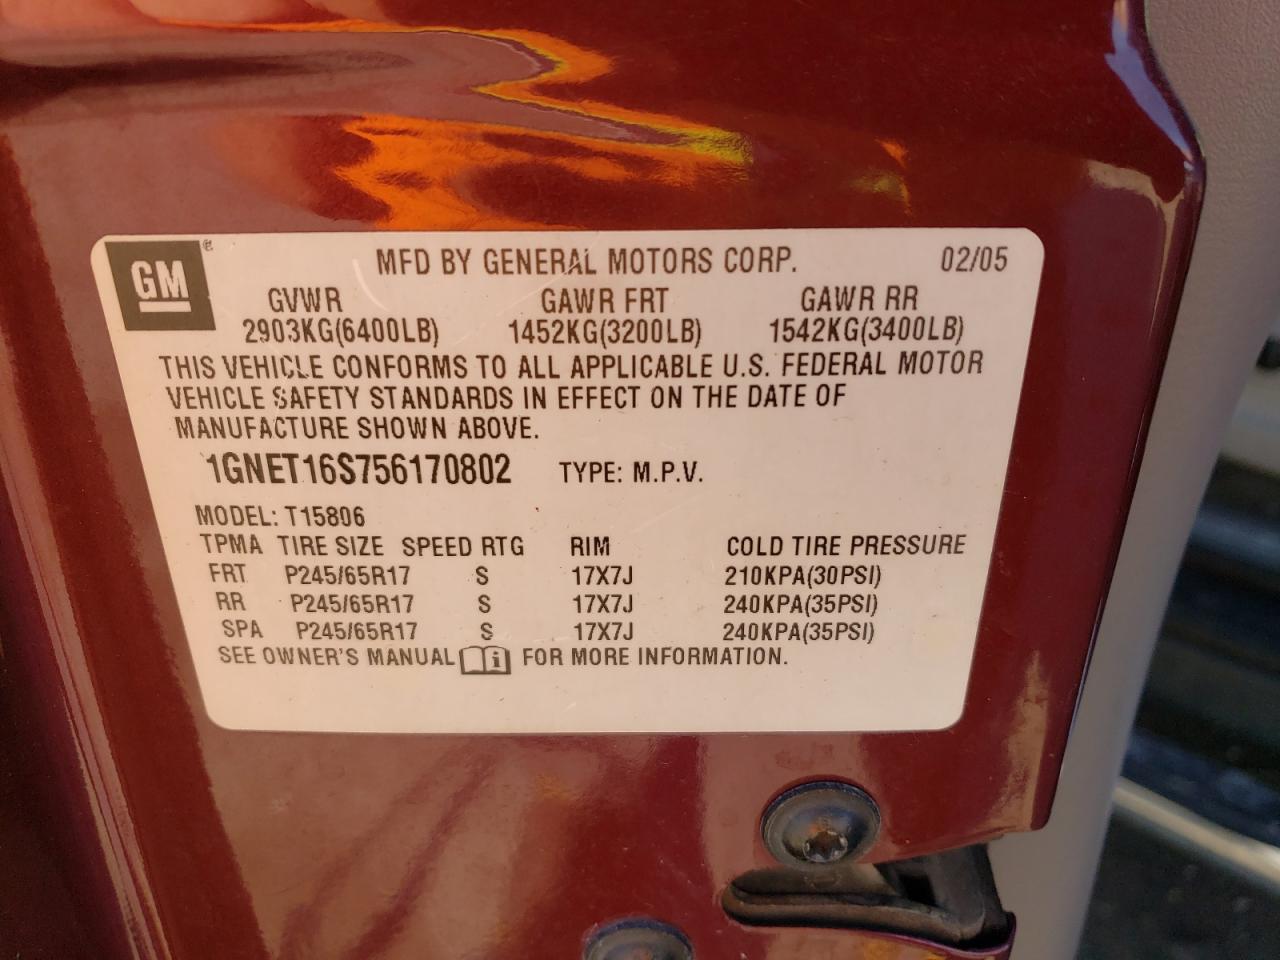 GM ® MFD BY GENERAL MOTORS CORP. 02/05
GVWR GAWR FRT GAWR RR
2903KG(6400LB) 1452KG(3200LB) 1542KG(3400LB)
THIS VEHICLE CONFORMS TO ALL APPLICABLE U.S. FEDERAL MOTOR
VEHICLE SAFETY STANDARDS IN EFFECT ON THE DATE OF
MANUFACTURE SHOWN ABOVE.
1GNET16S756170802 TYPE: M.P.V.
MODEL: T15806
TPMA TIRE SIZE SPEED RTG RIM COLD TIRE PRESSURE
FRT P245/65R17 S 17X7J 210KPA(30PSI)
RR P245/65R17 S 17X7J 240KPA(35PSI)
SPA P245/65R17 S 17X7J 240KPA(35PSI)
SEE OWNER'S MANUAL i FOR MORE INFORMATION.